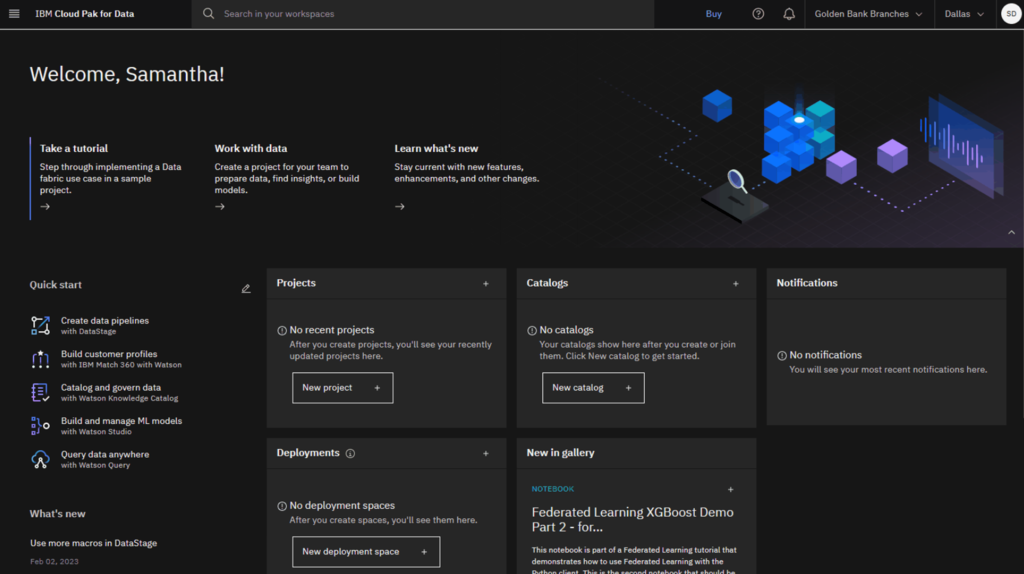 IBM Cloud Pak for Data
Search in your workspaces
Buy
Golden Bank Branches
Dallas
SD
Welcome, Samantha!
Take a tutorial
Step through implementing a Data
fabric use case in a sample
project.
Work with data
Create a project for your team to
prepare data, find insights, or build
models.
Learn what's new
Stay current with new features,
enhancements, and other changes.
Quick start
Create data pipelines
with DataStage
Build customer profiles
with IBM Match 360 with Watson
Catalog and govern data
with Watson Knowledge Catalog
Build and manage ML models
with Watson Studio
Query data anywhere
with Watson Query
What's new
Use more macros in DataStage
Feb 02, 2023
Projects
No recent projects
After you create projects, you'll see your recently
updated projects here.
New project +
Catalogs
No catalogs
Your catalogs show here after you create or join
them. Click New catalog to get started.
New catalog +
Notifications
No notifications
You will see your most recent notifications here.
Deployments
No deployment spaces
After you create spaces, you'll see them here.
New deployment space +
New in gallery
NOTEBOOK
Federated Learning XGBoost Demo
Part 2 - for...
This notebook is part of a Federated Learning tutorial that
demonstrates how to use Federated Learning with the
Python client. This is the second notebook that should be